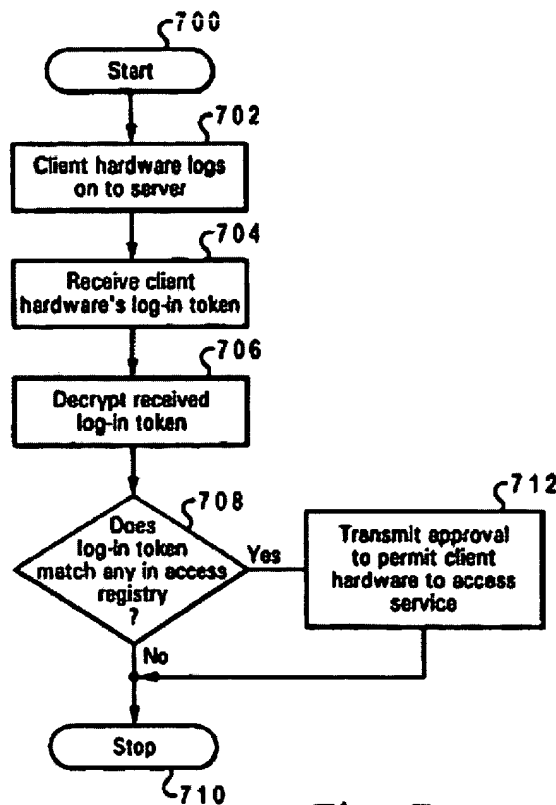 700
Start
702
Client hardware logs
on to server
704
Receive client
hardware's log-in token
706
Decrypt received
log-in token
708
Does
log-in token
match any in access
registry
?
Yes
712
Transmit approval
to permit client
hardware to access
service
No
Stop
710